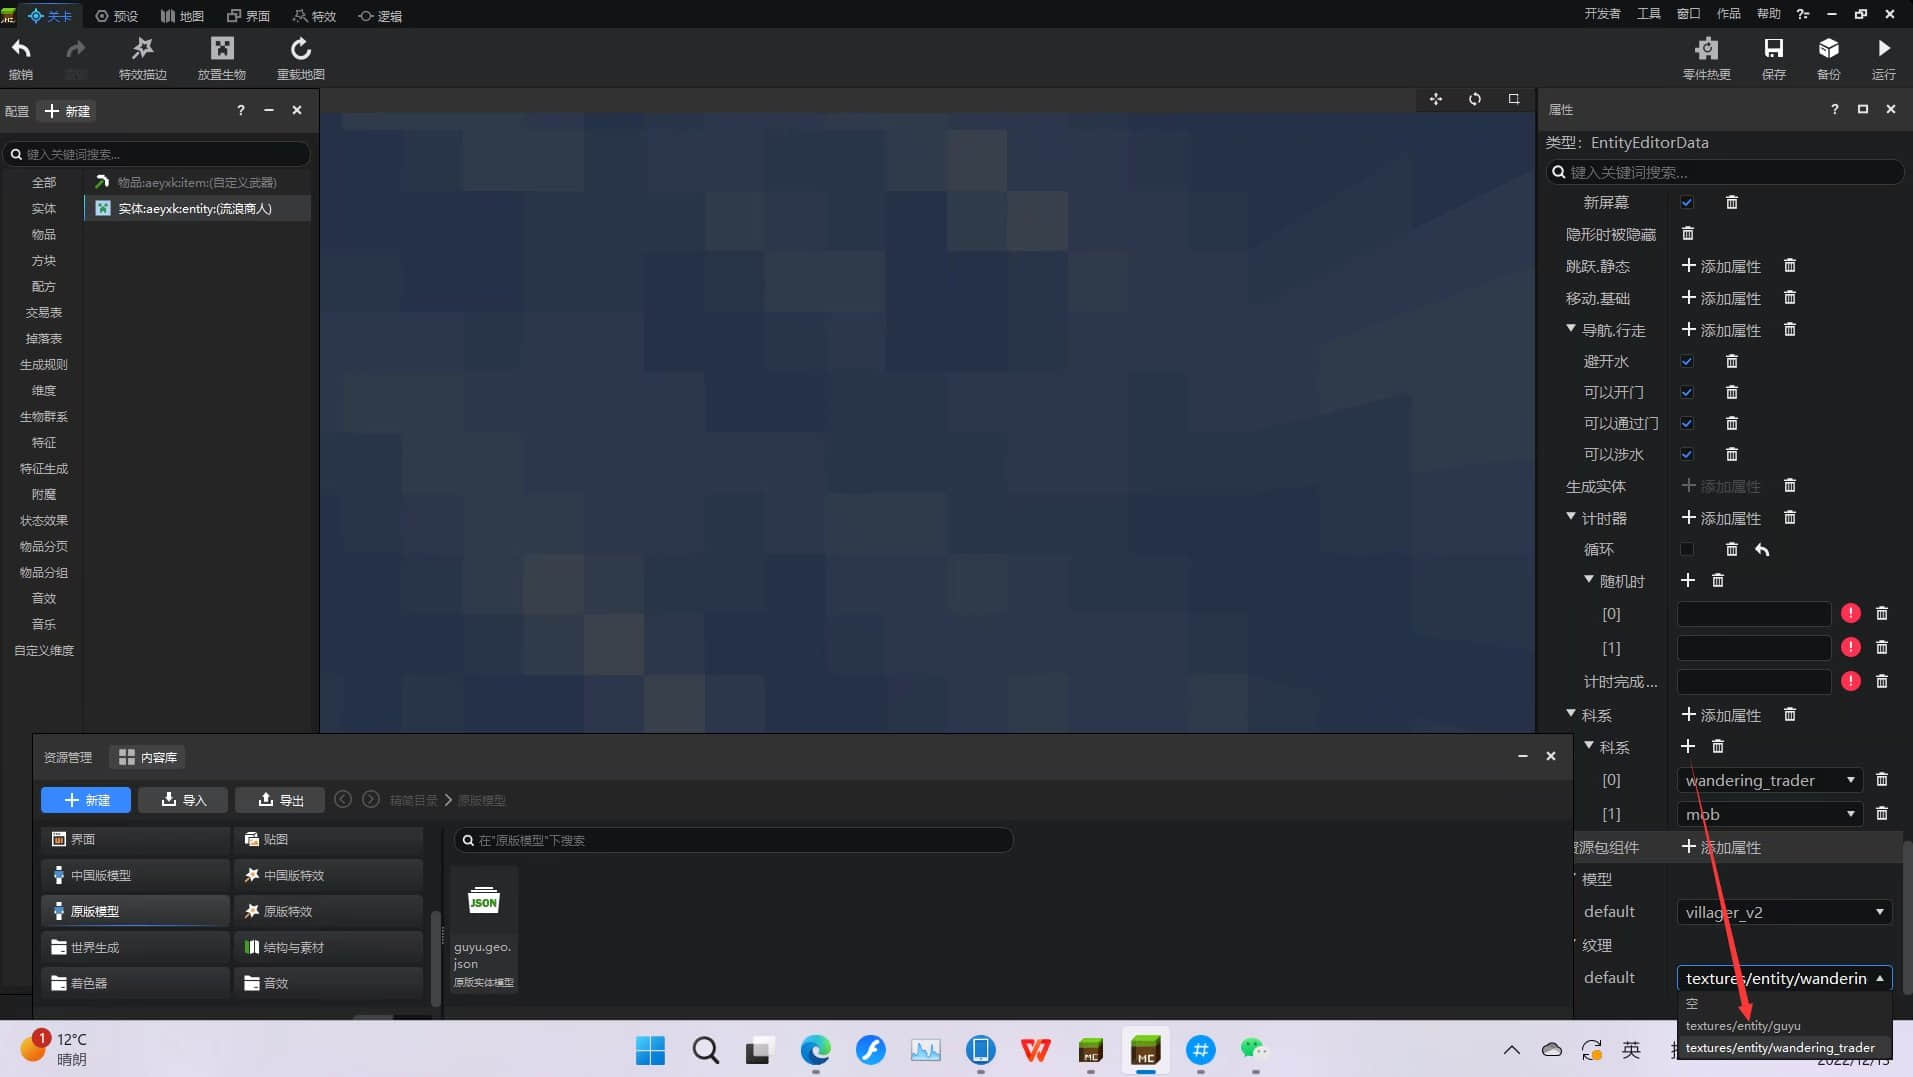 关卡 预设 地图 界面 特效 逻辑 开发者 工具 窗口 作品 帮助
撤销 特效描边 放置生物 重载地图 零件热更 保存 备份 运行
配置 新建
键入关键词搜索...
全部
实体
物品
方块
配方
交易表
掉落表
生成规则
维度
生物群系
特征
特征生成
附魔
状态效果
物品分页
物品分组
音效
音乐
自定义维度
物品:aeyxk:item:(自定义武器)
实体:aeyxk:entity:(流浪商人)
属性
类型: EntityEditorData
键入关键词搜索...
新屏幕
隐形时被隐藏
跳跃.静态 添加属性
移动.基础 添加属性
导航.行走 添加属性
避开水
可以开门
可以通过门
可以涉水
生成实体 添加属性
计时器 添加属性
循环
随机时
[0]
[1]
计时完成...
科系 添加属性
科系
[0] wandering_trader
[1] mob
资源包组件 添加属性
模型
default villager_v2
纹理
default textures/entity/wanderin
空
textures/entity/guyu
textures/entity/wandering_trader
资源管理 内容库
新建 导入 导出 精简目录 原版模型
界面 贴图
中国版模型 中国版特效
原版模型 原版特效
世界生成 结构与素材
着色器 音效
在"原版模型"下搜索
JSON
guyu.geo.
json
原版实体模型
1
12°C
晴朗
MC
MC
英
2022/12/13